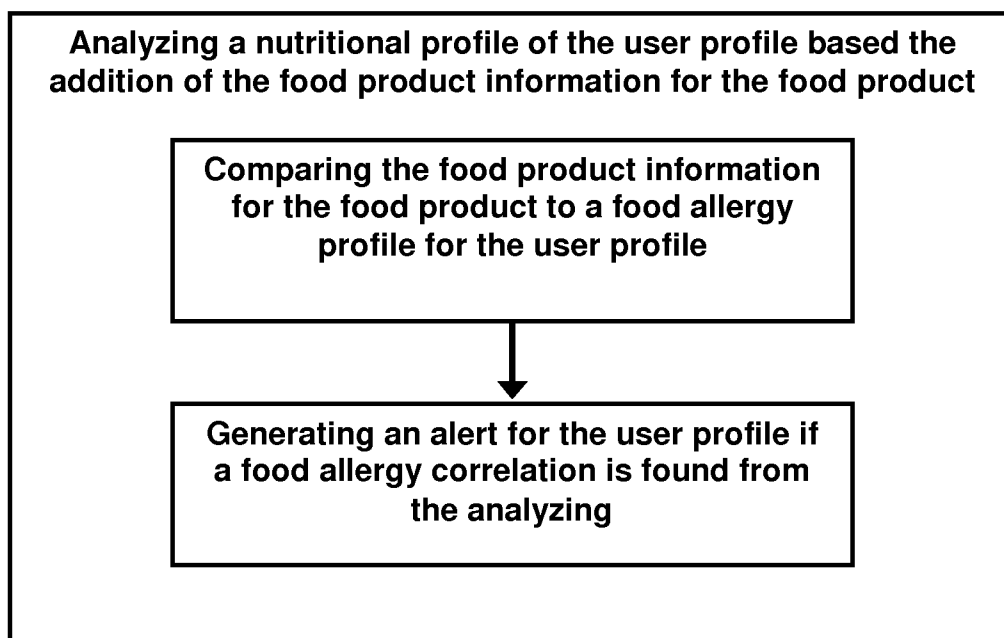 Analyzing a nutritional profile of the user profile based the
addition of the food product information for the food product
Comparing the food product information
for the food product to a food allergy
profile for the user profile
Generating an alert for the user profile if
a food allergy correlation is found from
the analyzing